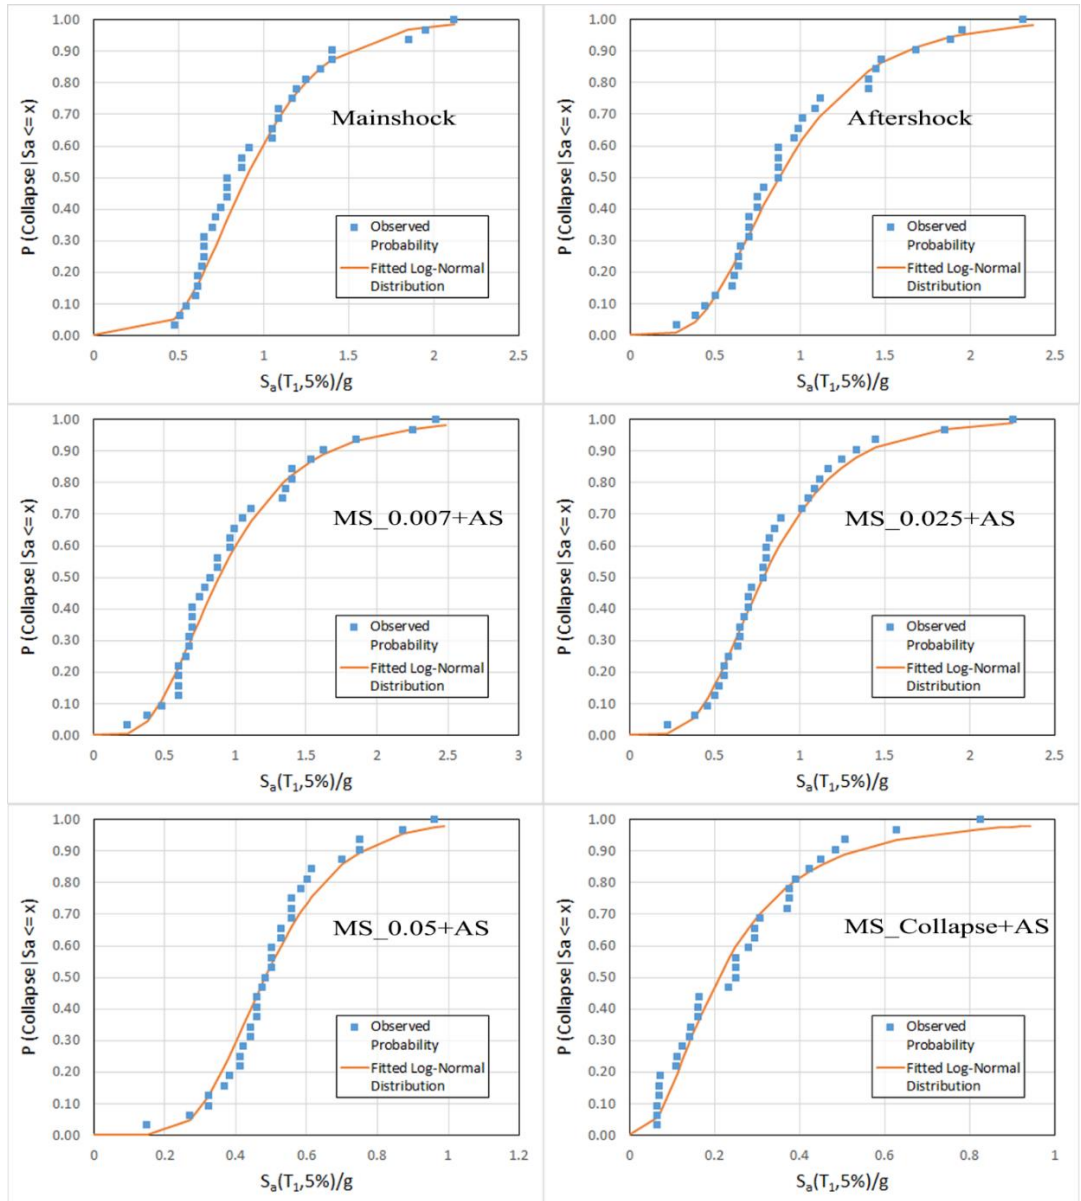 1.00
0.90
0.80
0.70
0.60
0.50
0.40
0.30
0.20
0.10
0.00
P (Collapse | Sa <= x)
Mainshock
Observed
Probability
Fitted Log-Normal
Distribution
0 0.5 1 1.5 2 2.5
Sa(T1,5%)/g
1.00
0.90
0.80
0.70
0.60
0.50
0.40
0.30
0.20
0.10
0.00
P (Collapse | Sa <= x)
Aftershock
Observed
Probability
Fitted Log-Normal
Distribution
0 0.5 1 1.5 2 2.5
Sa(T1,5%)/g
1.00
0.90
0.80
0.70
0.60
0.50
0.40
0.30
0.20
0.10
0.00
P (Collapse | Sa <= x)
MS_0.007+AS
Observed
Probability
Fitted Log-Normal
Distribution
0 0.5 1 1.5 2 2.5 3
Sa(T1,5%)/g
1.00
0.90
0.80
0.70
0.60
0.50
0.40
0.30
0.20
0.10
0.00
P (Collapse | Sa <= x)
MS_0.025+AS
Observed
Probability
Fitted Log-Normal
Distribution
0 0.5 1 1.5 2 2.5
Sa(T1,5%)/g
1.00
0.90
0.80
0.70
0.60
0.50
0.40
0.30
0.20
0.10
0.00
P (Collapse | Sa <= x)
MS_0.05+AS
Observed
Probability
Fitted Log-Normal
Distribution
0 0.2 0.4 0.6 0.8 1 1.2
Sa(T1,5%)/g
1.00
0.90
0.80
0.70
0.60
0.50
0.40
0.30
0.20
0.10
0.00
P (Collapse | Sa <= x)
MS_Collapse+AS
Observed
Probability
Fitted Log-Normal
Distribution
0 0.2 0.4 0.6 0.8 1
Sa(T1,5%)/g